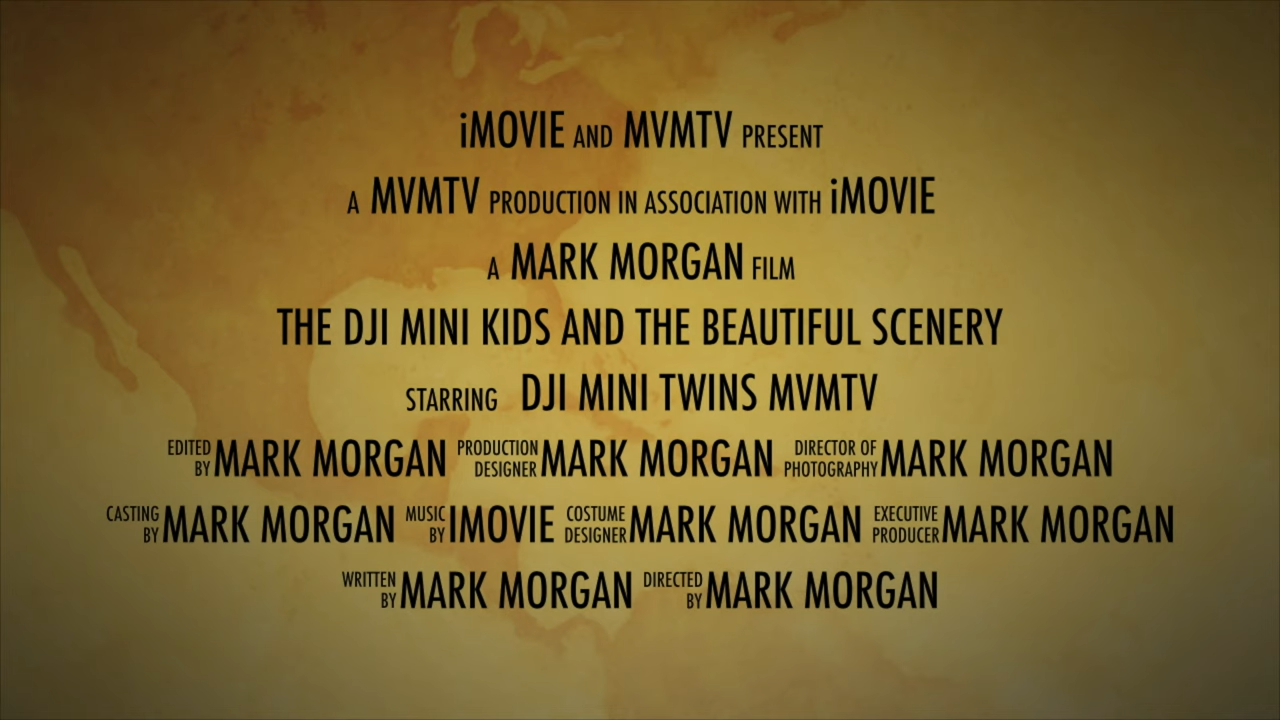 iMOVIE AND MVMTV PRESENT
A MVMTV PRODUCTION IN ASSOCIATION WITH iMOVIE
A MARK MORGAN FILM
THE DJI MINI KIDS AND THE BEAUTIFUL SCENERY
STARRING DJI MINI TWINS MVMTV
EDITED BY MARK MORGAN PRODUCTION DESIGNER MARK MORGAN DIRECTOR OF PHOTOGRAPHY MARK MORGAN
CASTING BY MARK MORGAN MUSIC BY IMOVIE COSTUME DESIGNER MARK MORGAN EXECUTIVE PRODUCER MARK MORGAN
WRITTEN BY MARK MORGAN DIRECTED BY MARK MORGAN